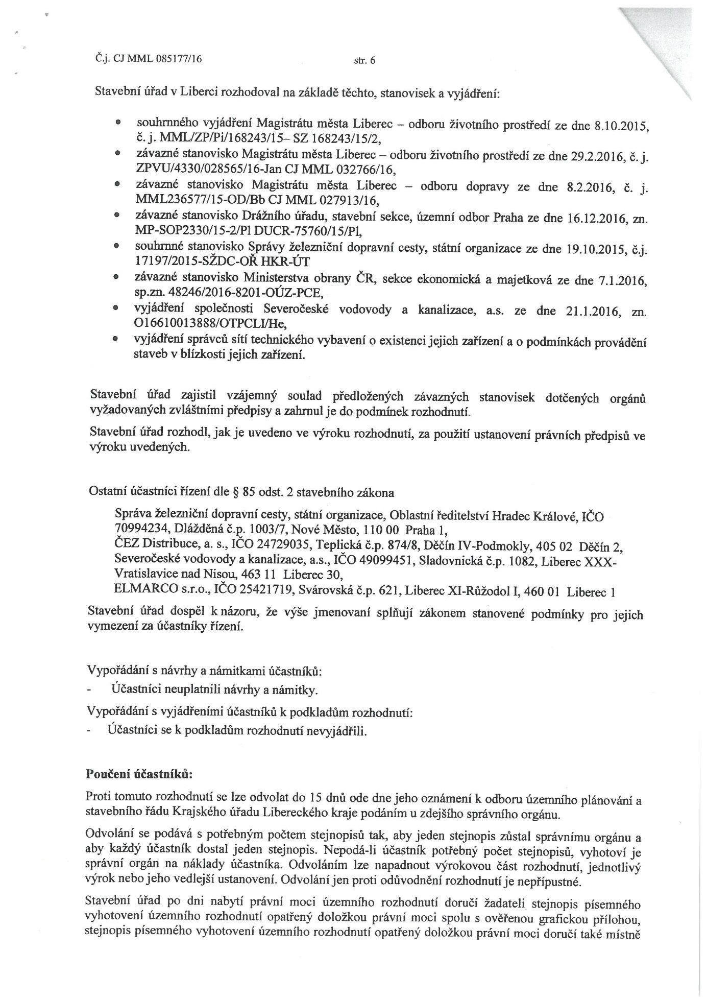 Č.j. CJ MML 085177/16
str. 6
Stavební úřad v Liberci rozhodoval na základě těchto, stanovisek a vyjádření:
• souhrnného vyjádření Magistrátu města Liberec – odboru životního prostředí ze dne 8.10.2015,
č. j. MML/ZP/Pi/168243/15– SZ 168243/15/2,
• závazné stanovisko Magistrátu města Liberec – odboru životního prostředí ze dne 29.2.2016, č. j.
ZPVU/4330/028565/16-Jan CJ MML 032766/16,
• závazné stanovisko Magistrátu města Liberec – odboru dopravy ze dne 8.2.2016, č. j.
MML236577/15-OD/Bb CJ MML 027913/16,
• závazné stanovisko Drážního úřadu, stavební sekce, územní odbor Praha ze dne 16.12.2016, zn.
MP-SOP2330/15-2/Pl DUCR-75760/15/Pl,
• souhrnné stanovisko Správy železniční dopravní cesty, státní organizace ze dne 19.10.2015, č.j.
17197/2015-SŽDC-OŘ HKR-ÚT
• závazné stanovisko Ministerstva obrany ČR, sekce ekonomická a majetková ze dne 7.1.2016,
sp.zn. 48246/2016-8201-OÚZ-PCE,
• vyjádření společnosti Severočeské vodovody a kanalizace, a.s. ze dne 21.1.2016, zn.
O16610013888/OTPCLI/He,
• vyjádření správců sítí technického vybavení o existenci jejich zařízení a o podmínkách provádění
staveb v blízkosti jejich zařízení.
Stavební úřad zajistil vzájemný soulad předložených závazných stanovisek dotčených orgánů
vyžadovaných zvláštními předpisy a zahrnul je do podmínek rozhodnutí.
Stavební úřad rozhodl, jak je uvedeno ve výroku rozhodnutí, za použití ustanovení právních předpisů ve
výroku uvedených.
Ostatní účastníci řízení dle § 85 odst. 2 stavebního zákona
Správa železniční dopravní cesty, státní organizace, Oblastní ředitelství Hradec Králové, IČO
70994234, Dlážděná č.p. 1003/7, Nové Město, 110 00 Praha 1,
ČEZ Distribuce, a. s., IČO 24729035, Teplická č.p. 874/8, Děčín IV-Podmokly, 405 02 Děčín 2,
Severočeské vodovody a kanalizace, a.s., IČO 49099451, Sladovnická č.p. 1082, Liberec XXX-
Vratislavice nad Nisou, 463 11 Liberec 30,
ELMARCO s.r.o., IČO 25421719, Svárovská č.p. 621, Liberec XI-Růžodol I, 460 01 Liberec 1
Stavební úřad dospěl k názoru, že výše jmenovaní splňují zákonem stanovené podmínky pro jejich
vymezení za účastníky řízení.
Vypořádání s návrhy a námitkami účastníků:
- Účastníci neuplatnili návrhy a námitky.
Vypořádání s vyjádřeními účastníků k podkladům rozhodnutí:
- Účastníci se k podkladům rozhodnutí nevyjádřili.
Poučení účastníků:
Proti tomuto rozhodnutí se lze odvolat do 15 dnů ode dne jeho oznámení k odboru územního plánování a
stavebního řádu Krajského úřadu Libereckého kraje podáním u zdejšího správního orgánu.
Odvolání se podává s potřebným počtem stejnopisů tak, aby jeden stejnopis zůstal správnímu orgánu a
aby každý účastník dostal jeden stejnopis. Nepodá-li účastník potřebný počet stejnopisů, vyhotoví je
správní orgán na náklady účastníka. Odvoláním lze napadnout výrokovou část rozhodnutí, jednotlivý
výrok nebo jeho vedlejší ustanovení. Odvolání jen proti odůvodnění rozhodnutí je nepřípustné.
Stavební úřad po dni nabytí právní moci územního rozhodnutí doručí žadateli stejnopis písemného
vyhotovení územního rozhodnutí opatřený doložkou právní moci spolu s ověřenou grafickou přílohou,
stejnopis písemného vyhotovení územního rozhodnutí opatřený doložkou právní moci doručí také místně